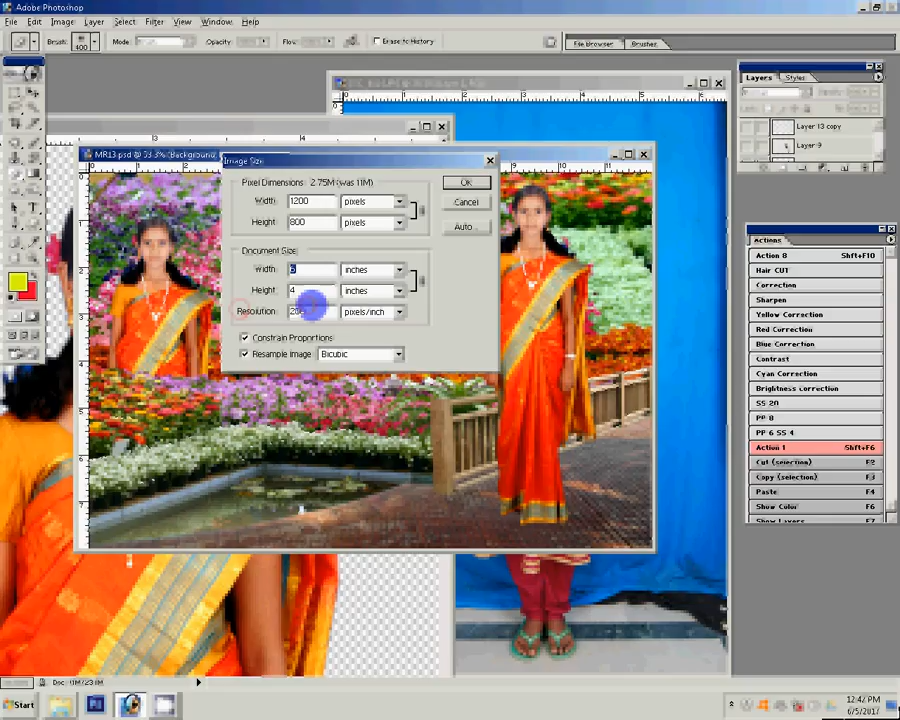 Adobe Photoshop
File Edit Image Layer Select Filter View Window Help
Brush: 400 Mode: Opacity: Flow: Erase to History
File Browser Brushes
Layers Styles
Layer 13 copy
Layer 9
MR13.psd @ 53.3% (Background,
Image Size
Pixel Dimensions: 2.75M (was 11M)
Width: 1200 pixels
Height: 800 pixels
OK
Cancel
Auto...
Document Size:
Width: 6 inches
Height: 4 inches
Resolution: pixels/inch
Constrain Proportions
Resample Image: Bicubic
Actions
Action 8 Shft+F10
Hair CUT
Correction
Sharpen
Yellow Correction
Red Correction
Blue Correction
Contrast
Cyan Correction
Brightness correction
SS 20
PP 8
PP 6 SS 4
Action 1 Shft+F6
Cut (selection) F2
Copy (selection) F3
Paste F4
Show Color F6
Show Layers F7
Start
12:42 PM
6/5/2017